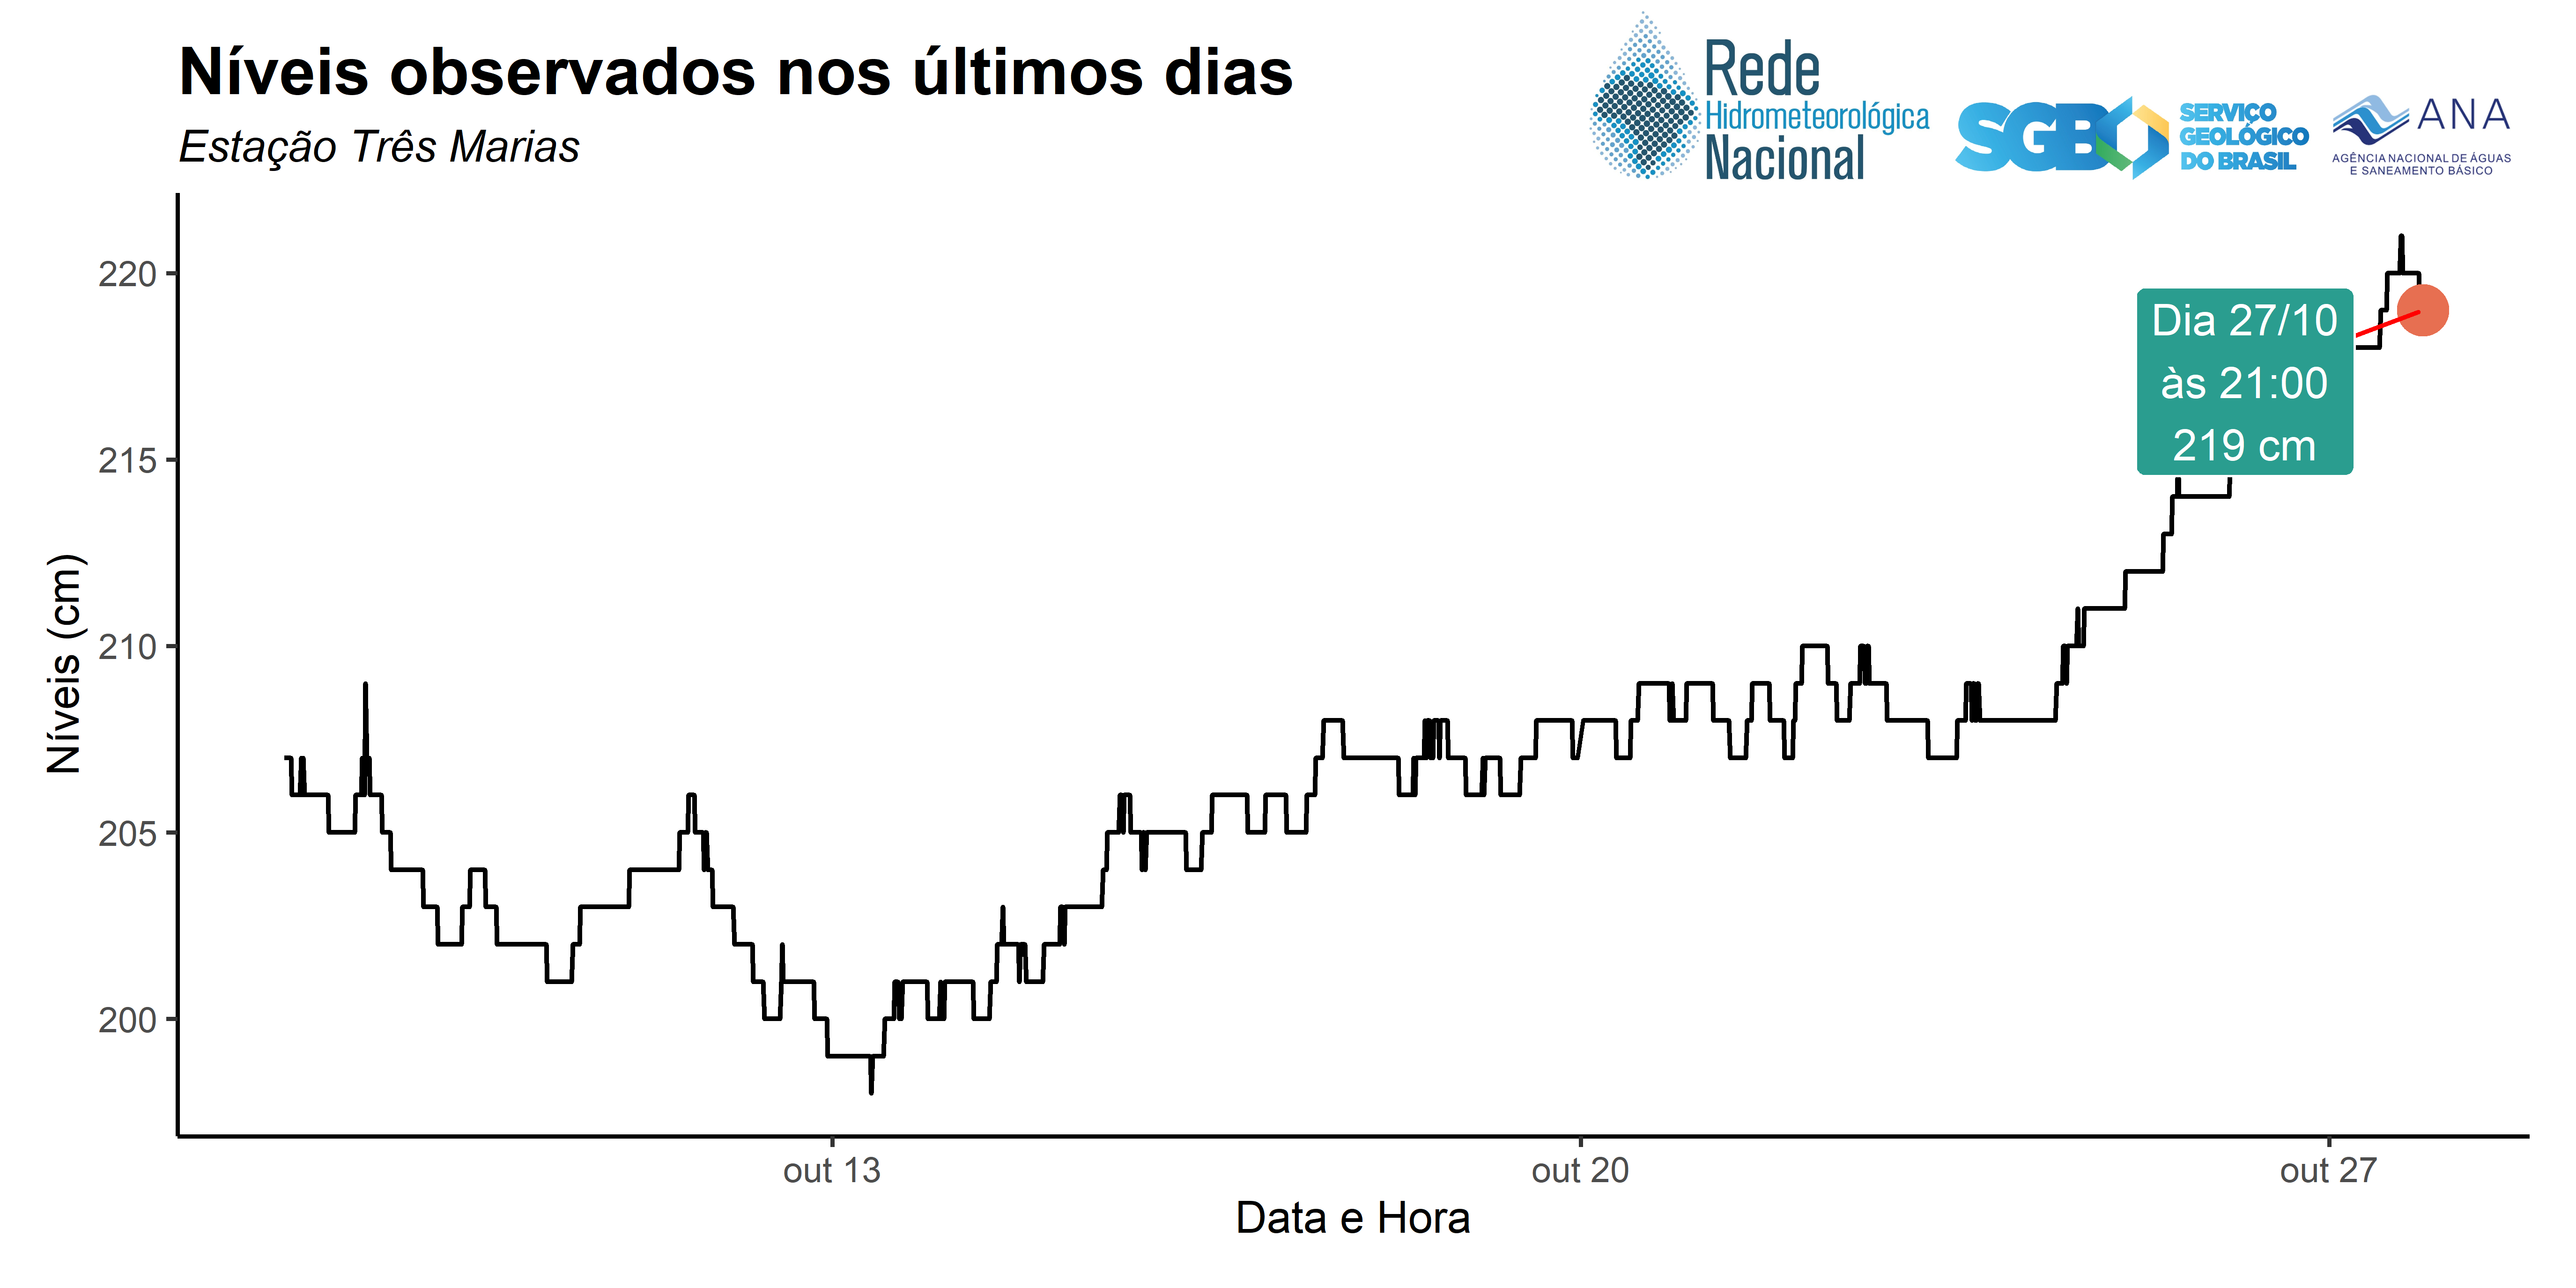 Níveis observados nos últimos dias
Estação Três Marias
Rede
Hidrometeorológica
Nacional
SGB
SERVIÇO
GEOLÓGICO
DO BRASIL
ANA
AGÊNCIA NACIONAL DE ÁGUAS
E SANEAMENTO BÁSICO
Níveis (cm)
220
215
210
205
200
Dia 27/10
às 21:00
219 cm
out 13
out 20
out 27
Data e Hora